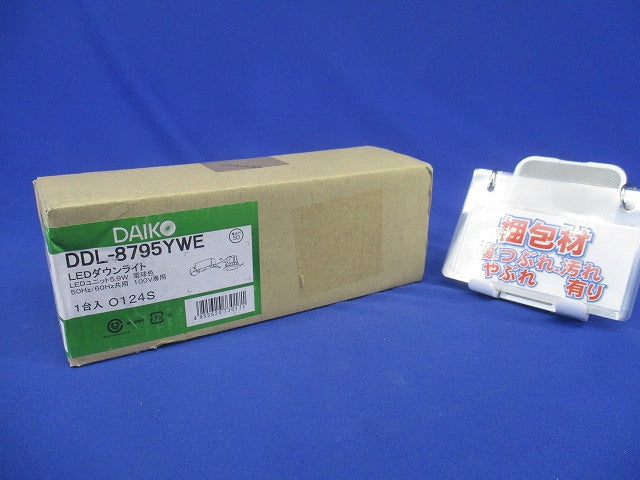 DAIKO
DDL-8795YWE
LEDダウンライト
LEDユニット5.9W 電球色
50Hz/60Hz共用 100V専用
1台入 0124S
梱包材
つぶれ・汚れ
やぶれ 有り